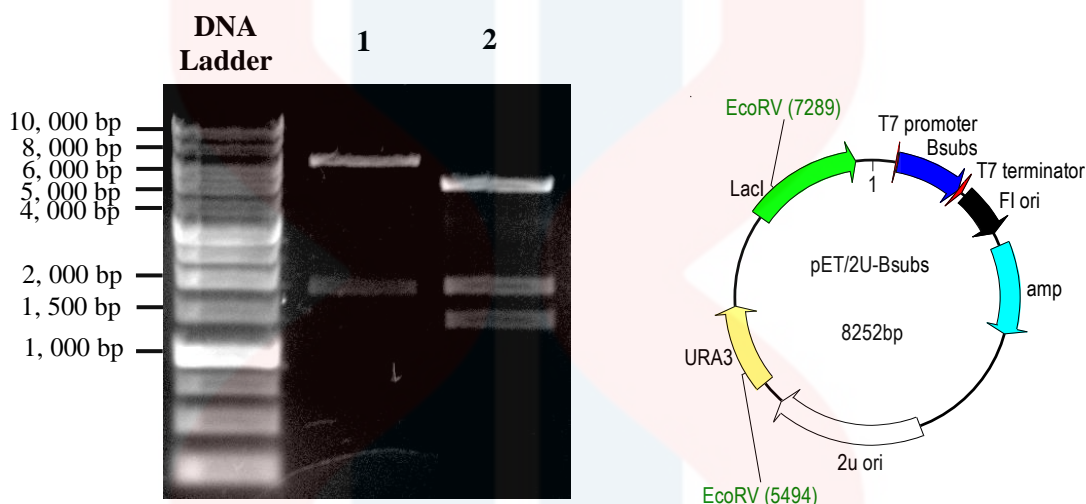 DNA
Ladder
1
2
10, 000 bp
8, 000 bp
6, 000 bp
5, 000 bp
4, 000 bp
2, 000 bp
1, 500 bp
1, 000 bp
EcoRV (7289)
T7 promoter
Bsubs
T7 terminator
FI ori
LacI
1
pET/2U-Bsubs
amp
8252bp
URA3
2u ori
EcoRV (5494)